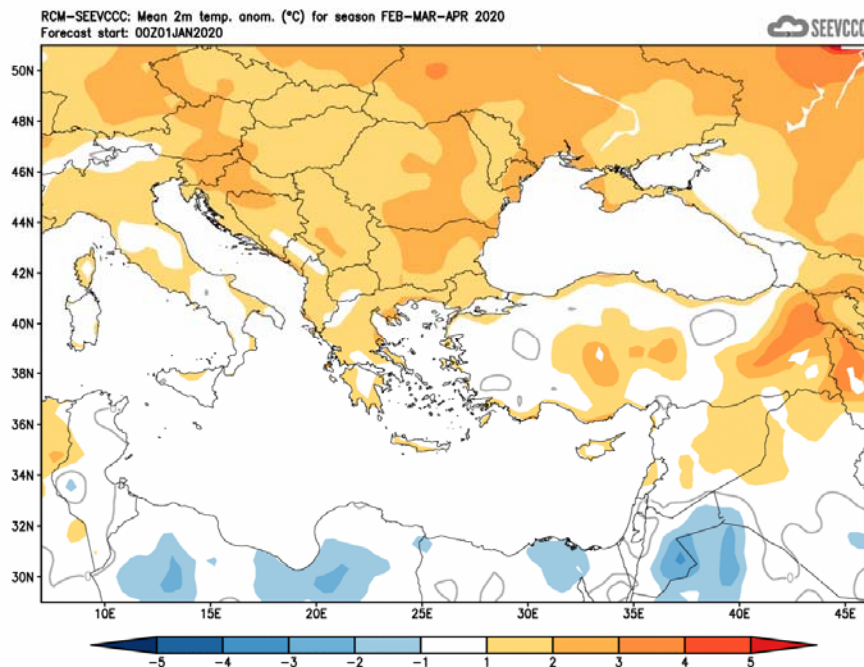 RCM-SEEVCCC: Mean 2m temp. anom. (°C) for season FEB-MAR-APR 2020
Forecast start: 00Z01JAN2020
SEEVCCC
50N
48N
46N
44N
42N
40N
38N
36N
34N
32N
30N
10E 15E 20E 25E 30E 35E 40E 45E
-5 -4 -3 -2 -1 1 2 3 4 5